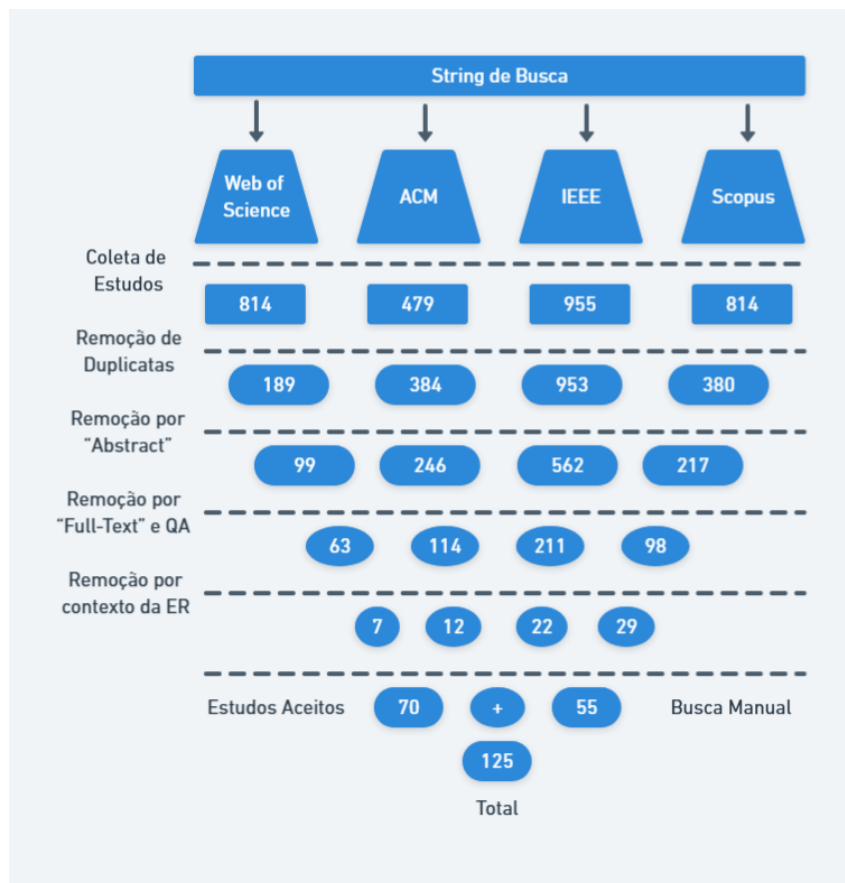 String de Busca
Web of
Science
ACM
IEEE
Scopus
Coleta de
Estudos
814
479
955
814
Remoção de
Duplicatas
189
384
953
380
Remoção por
“Abstract”
99
246
562
217
Remoção por
“Full-Text” e QA
63
114
211
98
Remoção por
contexto da ER
7
12
22
29
Estudos Aceitos
70
+
55
Busca Manual
125
Total